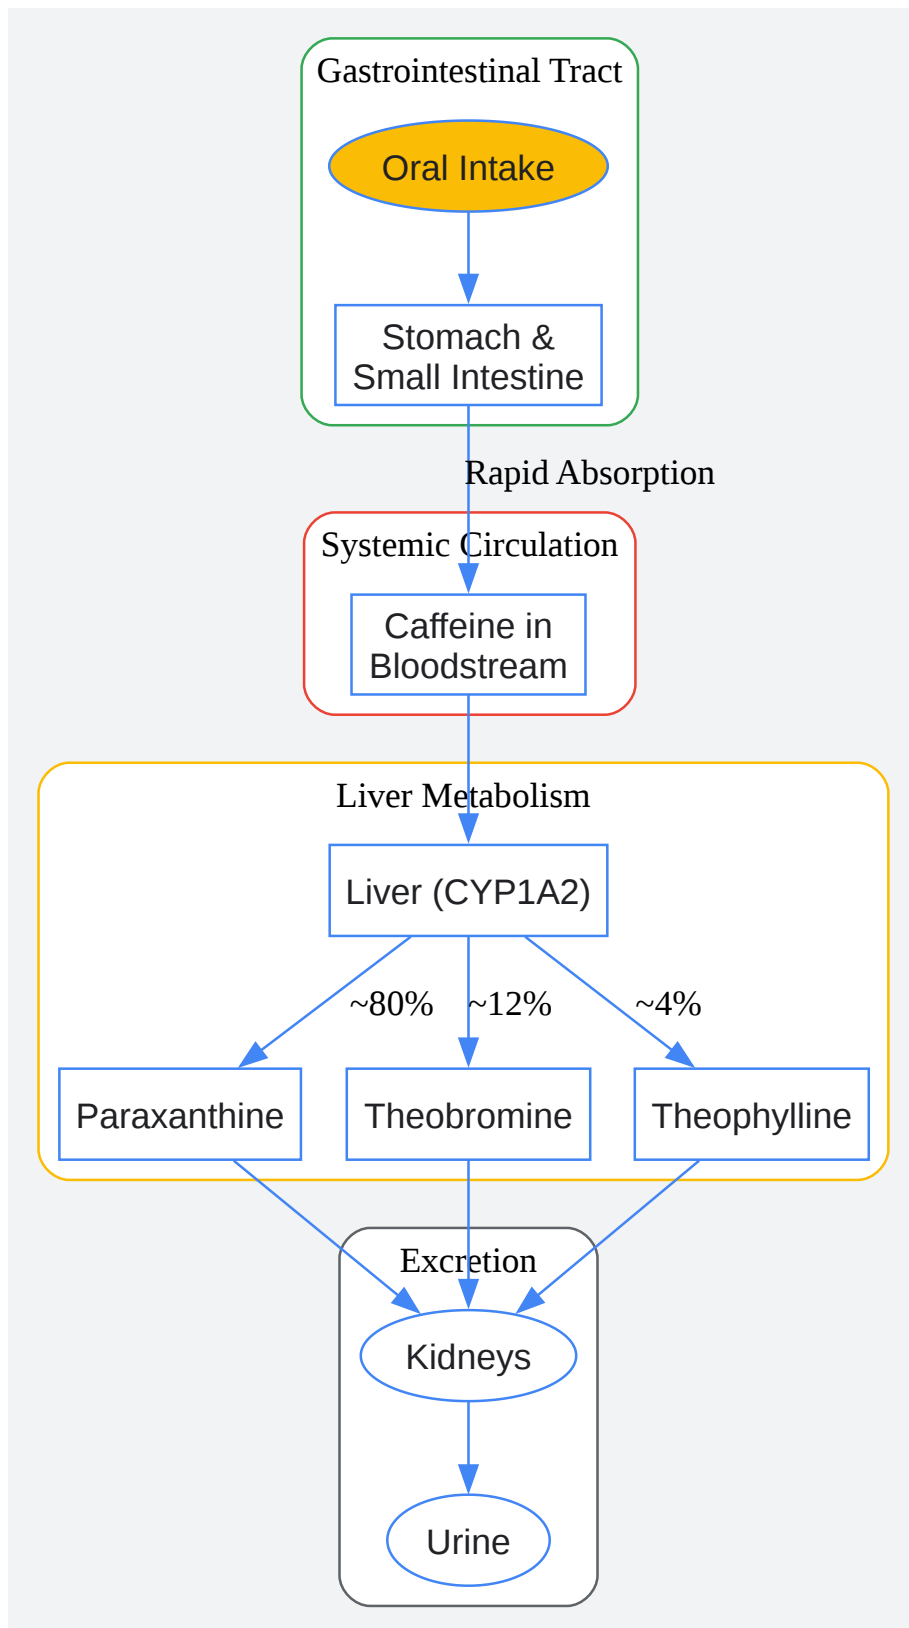 Gastrointestinal Tract
Oral Intake
Stomach &
Small Intestine
Rapid Absorption
Systemic Circulation
Caffeine in
Bloodstream
Liver Metabolism
Liver (CYP1A2)
~80%
~12%
~4%
Paraxanthine
Theobromine
Theophylline
Excretion
Kidneys
Urine